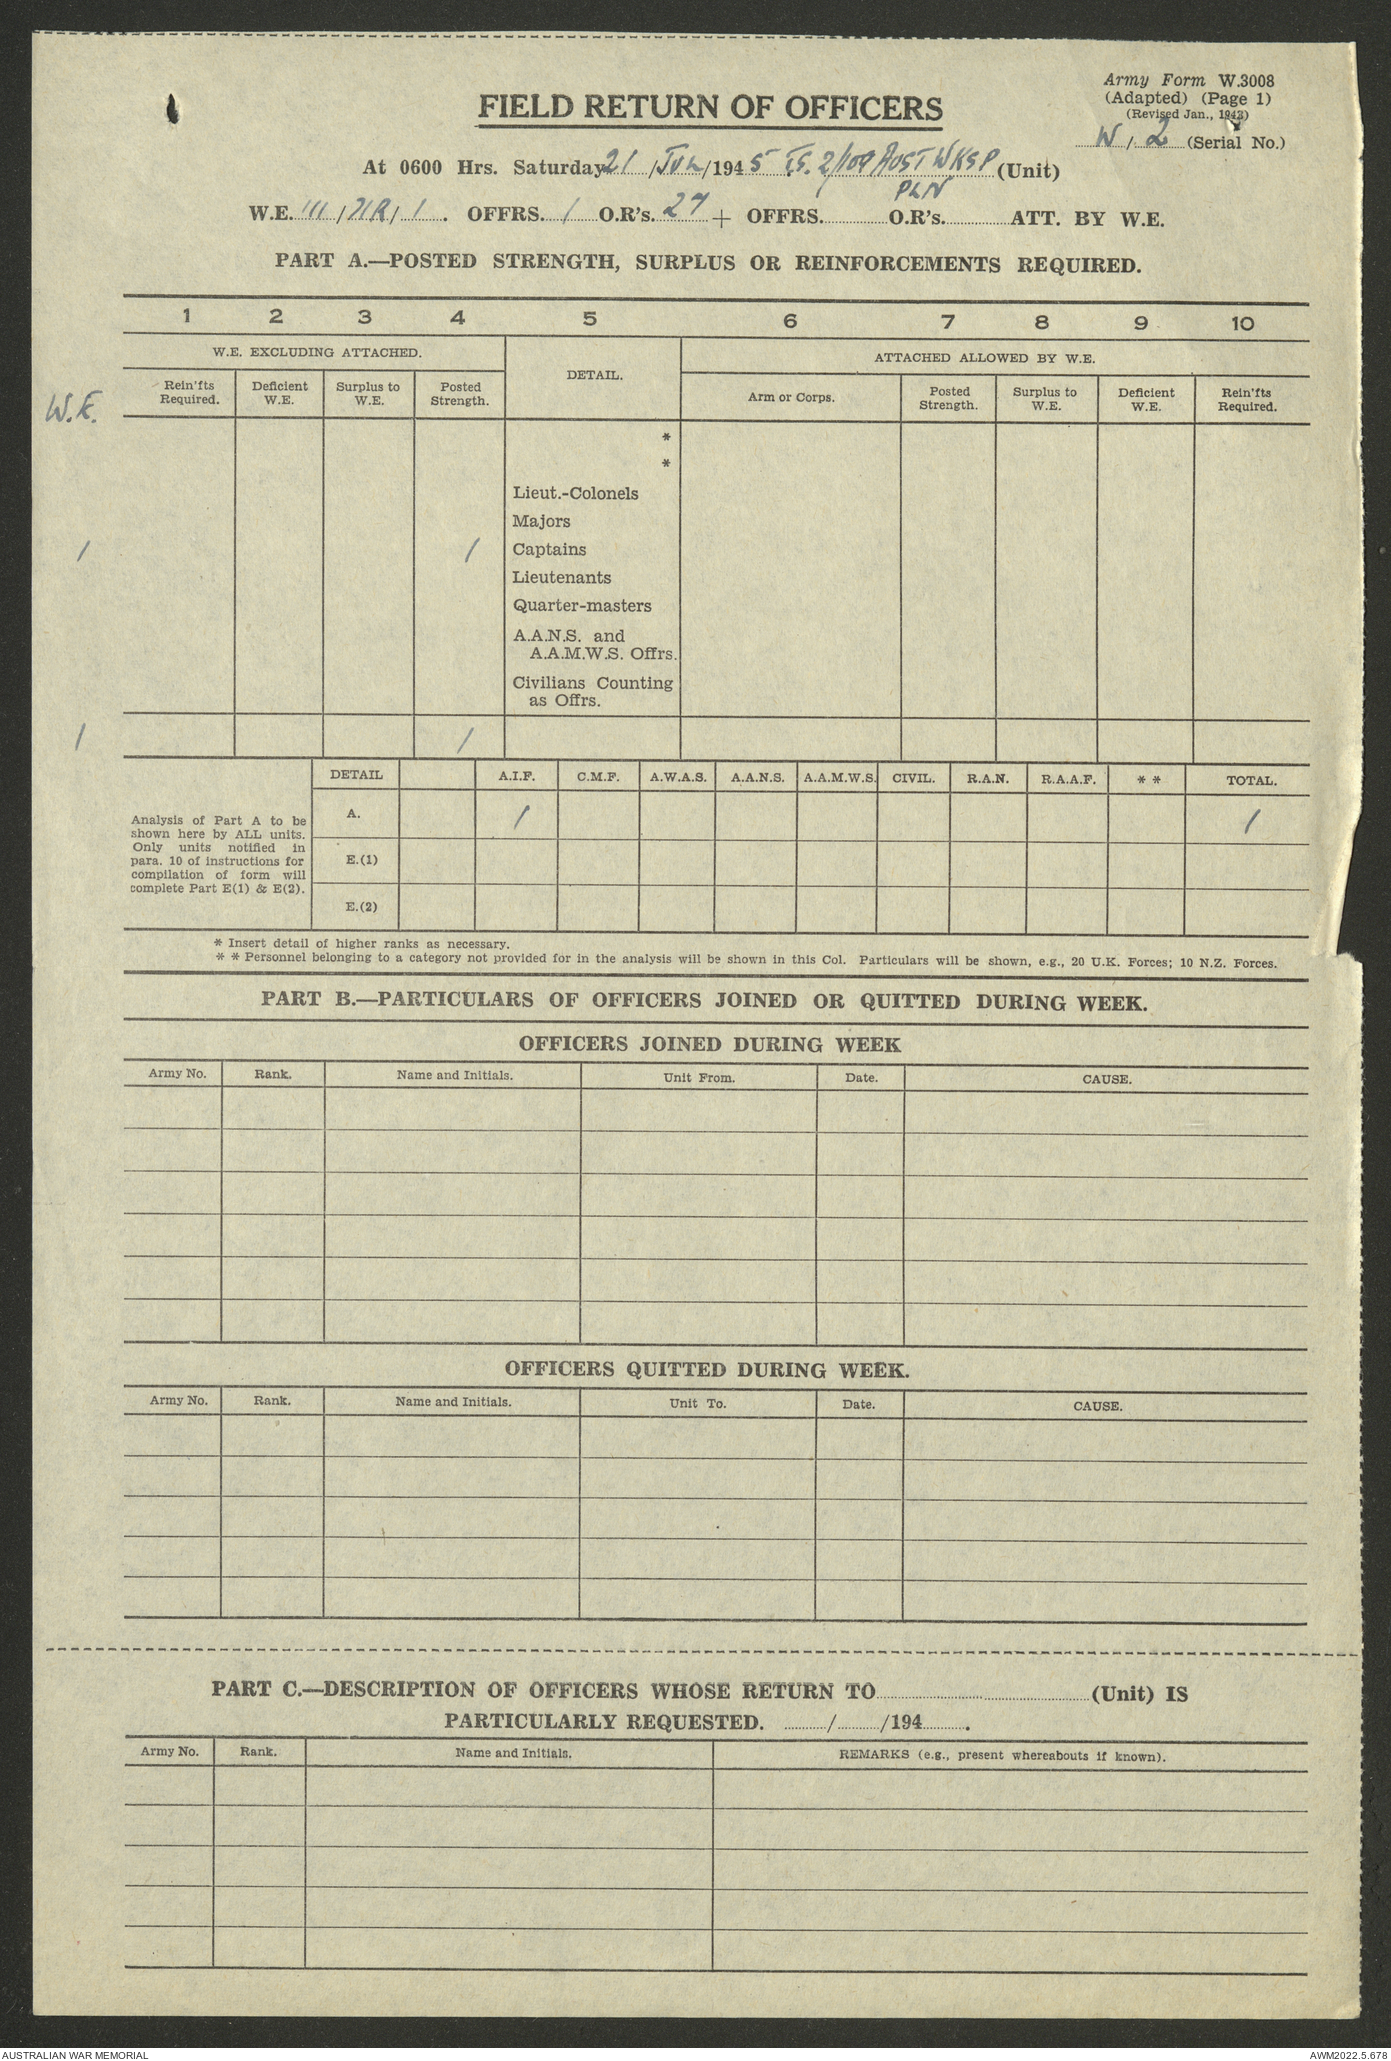 Army Form W.3008
(Adapted) (Page 1)
(Revised Jan., 1943)
W / 2 (Serial No.)
FIELD RETURN OF OFFICERS
At 0600 Hrs. Saturday 21 / JUL /1945 T.S. 2/109 AUST WKSP (Unit)
PLN
W.E. III / 71R / 1 . OFFRS. 1 O.R's. 27 + OFFRS. O.R's. ATT. BY W.E.
PART A.—POSTED STRENGTH, SURPLUS OR REINFORCEMENTS REQUIRED.
1 2 3 4 5 6 7 8 9 10
W.E. EXCLUDING ATTACHED. DETAIL. ATTACHED ALLOWED BY W.E.
Rein'fts Required. Deficient W.E. Surplus to W.E. Posted Strength. Arm or Corps. Posted Strength. Surplus to W.E. Deficient W.E. Rein'fts Required.
W.E.
*
*
Lieut.-Colonels
Majors
1 1 Captains
Lieutenants
Quarter-masters
A.A.N.S. and
A.A.M.W.S. Offrs.
Civilians Counting
as Offrs.
1 1
DETAIL A.I.F. C.M.F. A.W.A.S. A.A.N.S. A.A.M.W.S. CIVIL. R.A.N. R.A.A.F. * * TOTAL.
Analysis of Part A to be
shown here by ALL units.
Only units notified in
para. 10 of instructions for
compilation of form will
complete Part E(1) & E(2).
A. 1 1
E.(1)
E.(2)
* Insert detail of higher ranks as necessary.
* * Personnel belonging to a category not provided for in the analysis will be shown in this Col. Particulars will be shown, e.g., 20 U.K. Forces; 10 N.Z. Forces.
PART B.—PARTICULARS OF OFFICERS JOINED OR QUITTED DURING WEEK.
OFFICERS JOINED DURING WEEK
Army No. Rank. Name and Initials. Unit From. Date. CAUSE.
OFFICERS QUITTED DURING WEEK.
Army No. Rank. Name and Initials. Unit To. Date. CAUSE.
PART C.—DESCRIPTION OF OFFICERS WHOSE RETURN TO (Unit) IS
PARTICULARLY REQUESTED. / /194 .
Army No. Rank. Name and Initials. REMARKS (e.g., present whereabouts if known).
AUSTRALIAN WAR MEMORIAL AWM2022.5.678